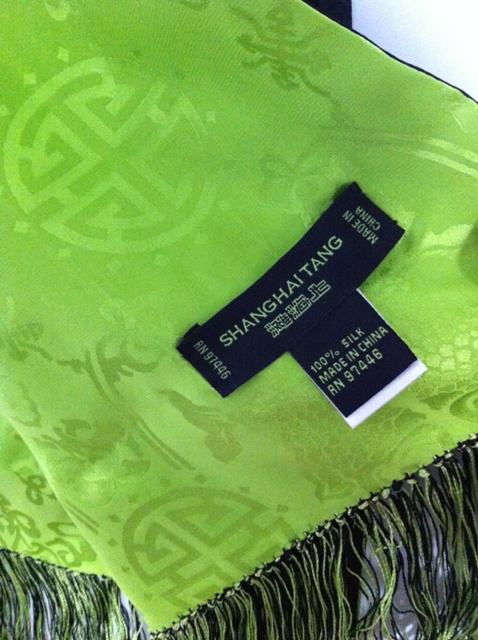 MADE IN
CHINA
SHANGHAI TANG
上海灘
RN 97446
100% SILK
MADE IN CHINA
RN 97446